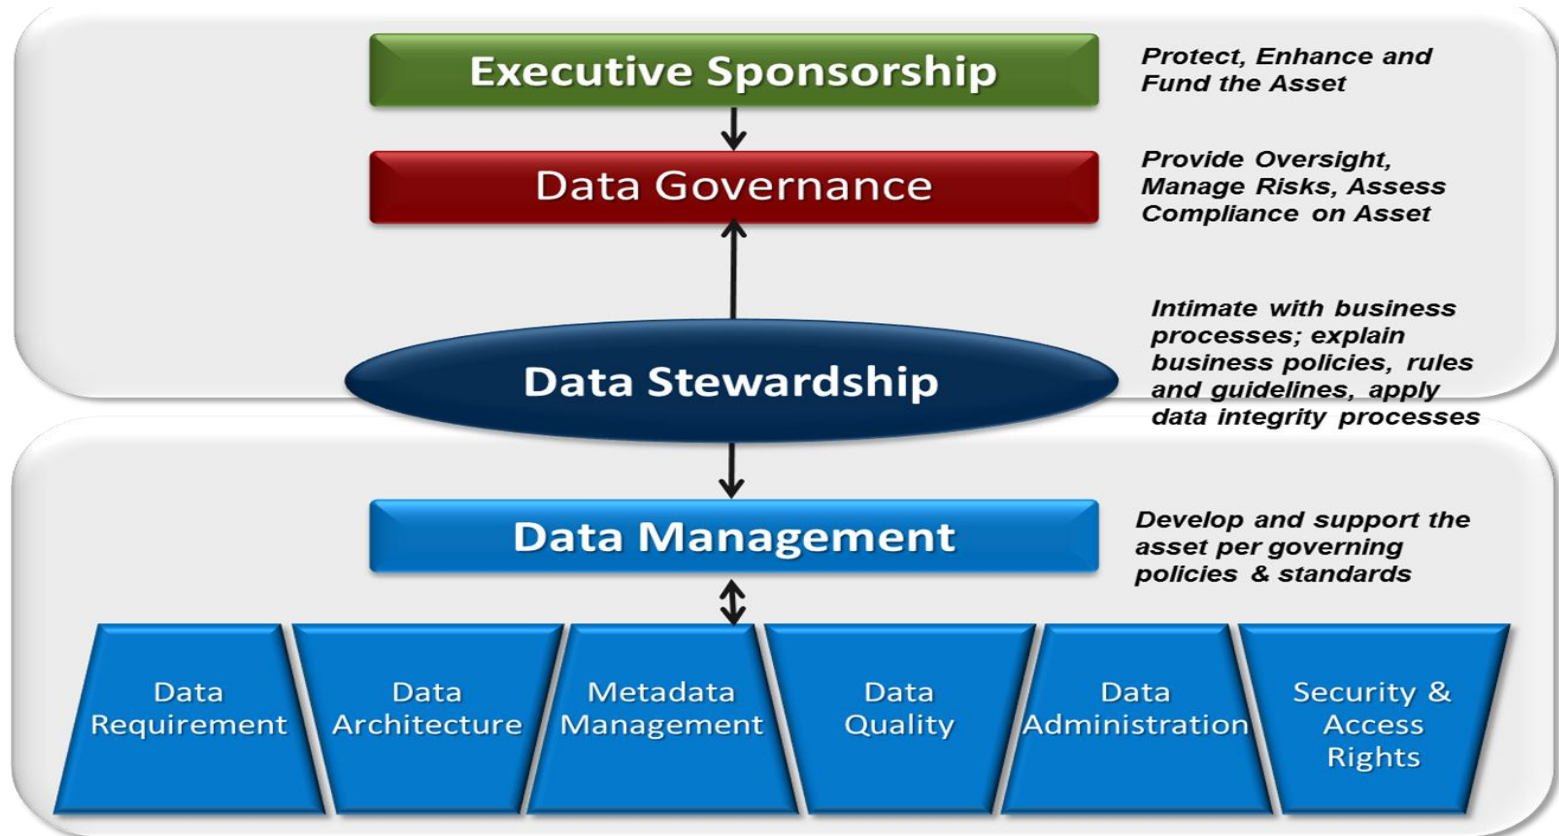 Executive Sponsorship
Protect, Enhance and
Fund the Asset
Data Governance
Provide Oversight,
Manage Risks, Assess
Compliance on Asset
Data Stewardship
Intimate with business
processes; explain
business policies, rules
and guidelines, apply
data integrity processes
Data Management
Develop and support the
asset per governing
policies & standards
Data
Requirement
Data
Architecture
Metadata
Management
Data
Quality
Data
Administration
Security &
Access
Rights